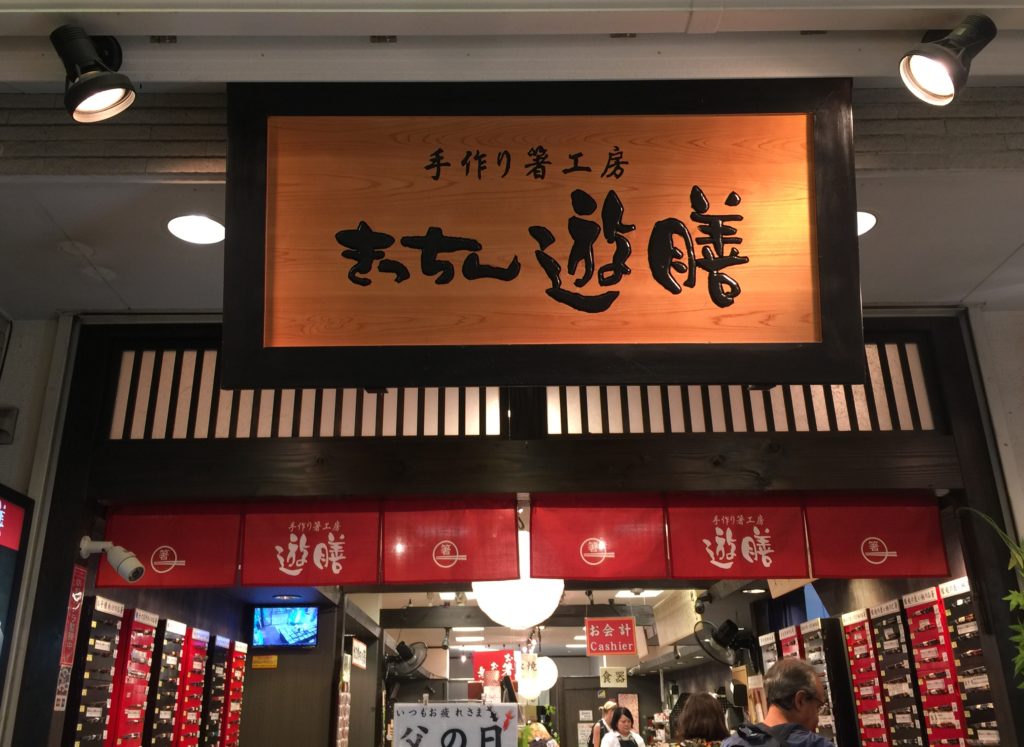 手作り箸工房
きっちん遊膳
箸
手作り箸工房
遊膳
箸
箸
手作り箸工房
遊膳
箸
お会計
Cashier
食器
いつもお疲れさま
父の日